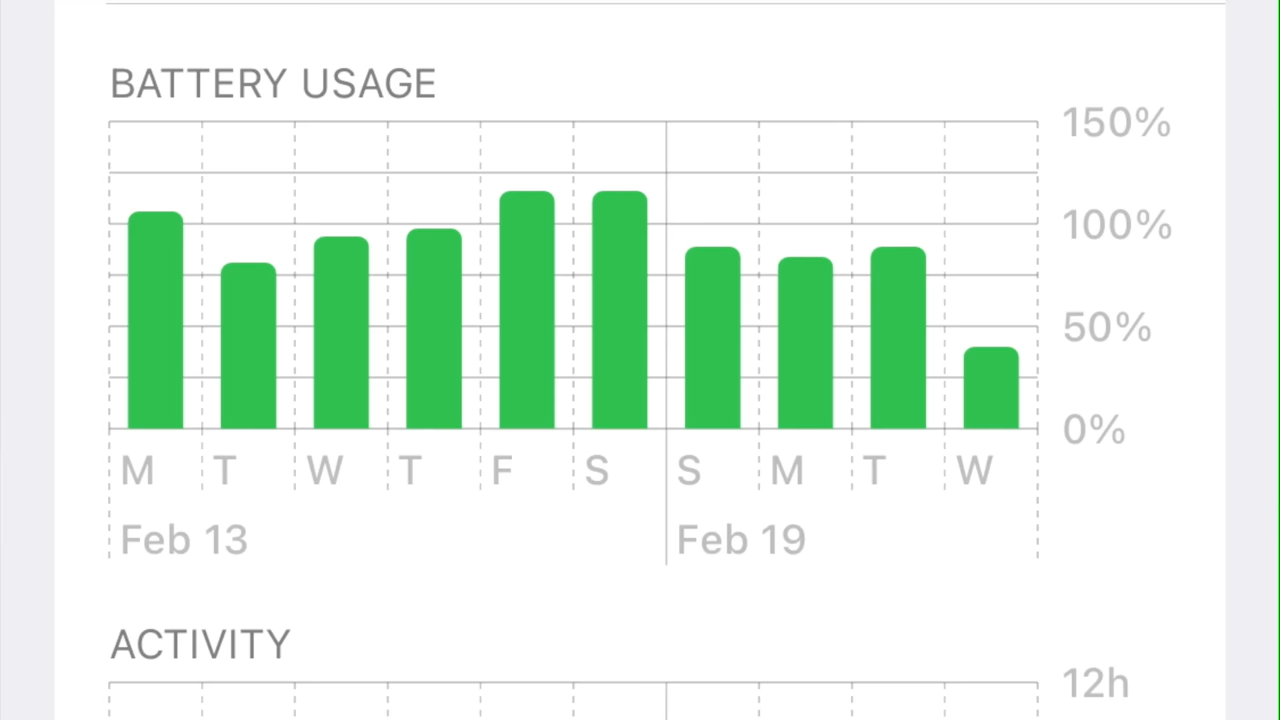 BATTERY USAGE
150%
100%
50%
0%
M T W T F S S M T W
Feb 13 Feb 19
ACTIVITY
12h